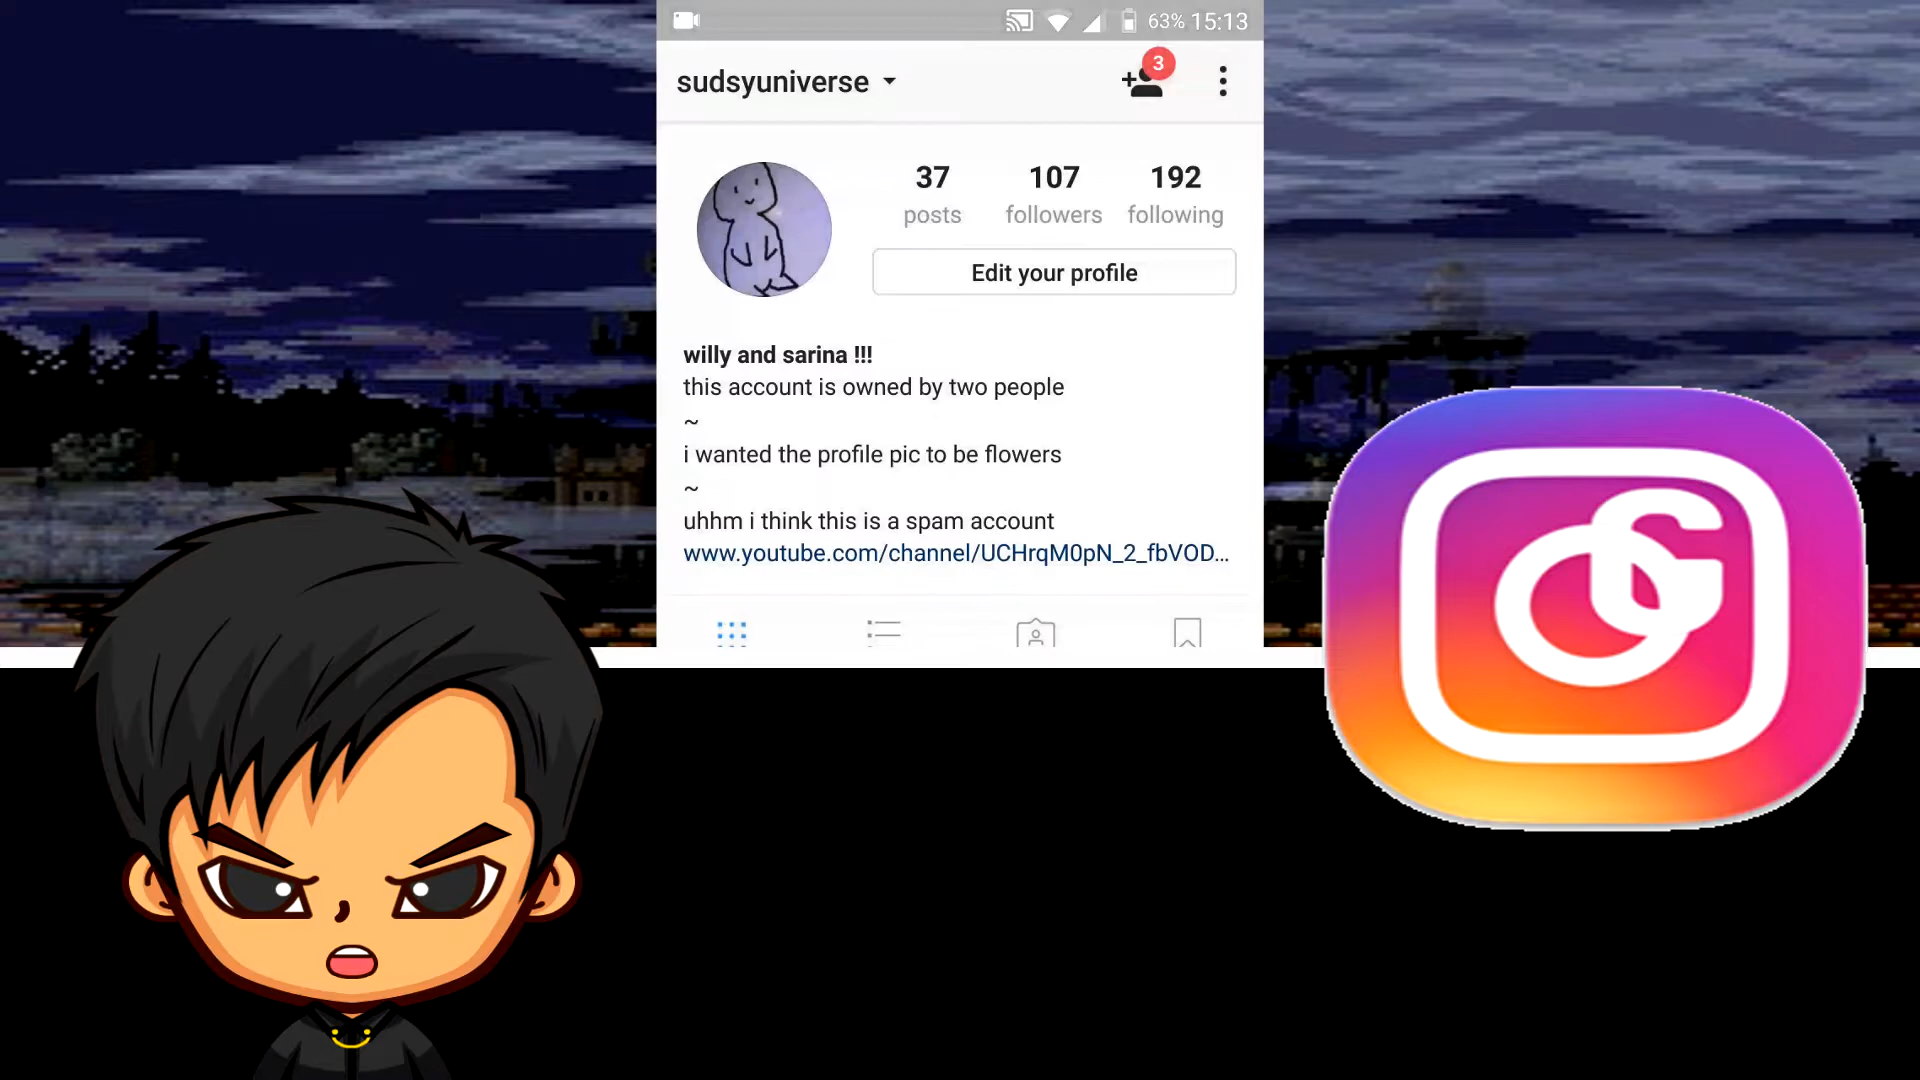 63% 15:13
sudsyuniverse
3
37 107 192
posts followers following
Edit your profile
willy and sarina !!!
this account is owned by two people
~
i wanted the profile pic to be flowers
~
uhhm i think this is a spam account
www.youtube.com/channel/UCHrqM0pN_2_fbVOD...
OG